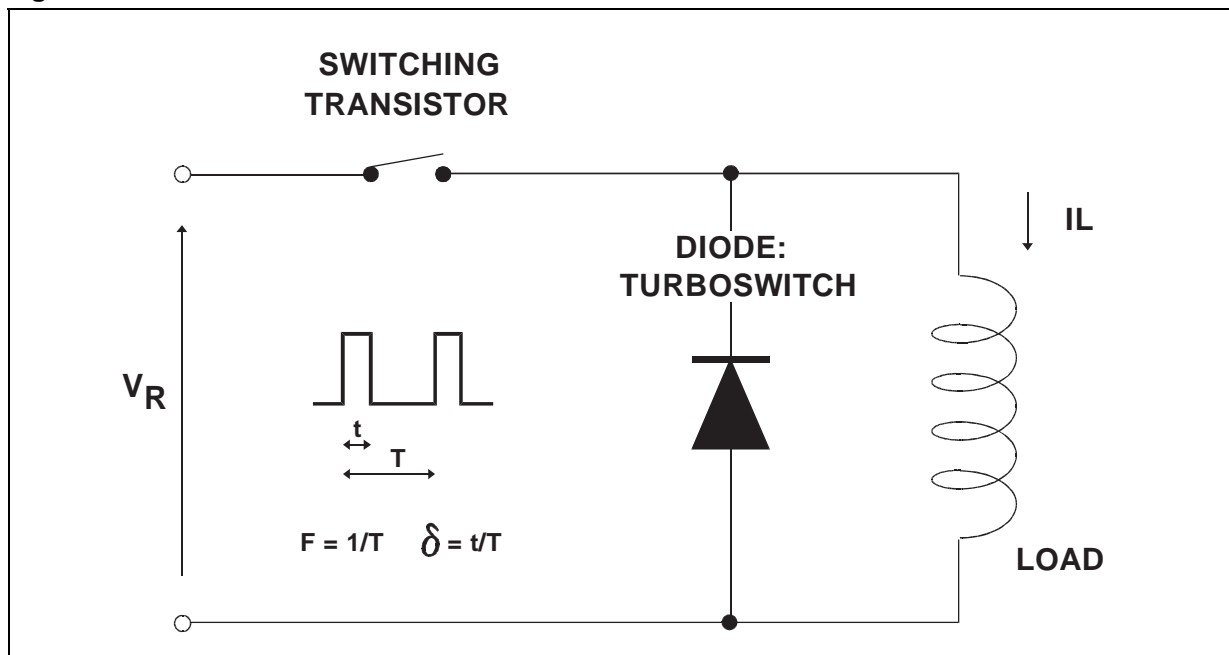 SWITCHING
TRANSISTOR
IL
DIODE:
TURBOSWITCH
VR
t
T
F = 1/T δ = t/T
LOAD